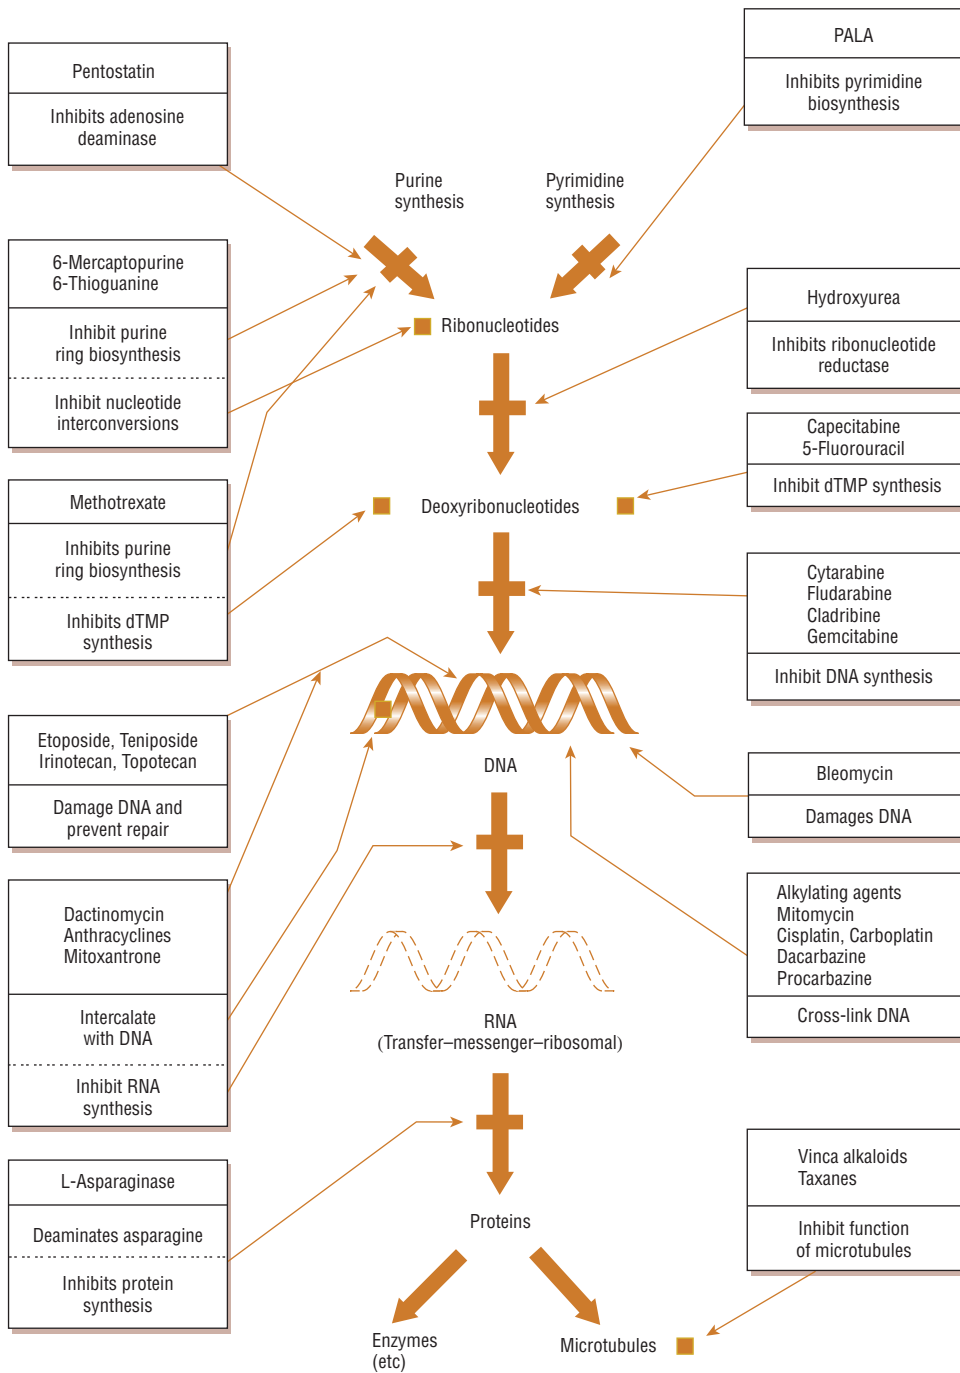 Pentostatin
Inhibits adenosine
deaminase
PALA
Inhibits pyrimidine
biosynthesis
Purine
synthesis
Pyrimidine
synthesis
6-Mercaptopurine
6-Thioguanine
Inhibit purine
ring biosynthesis
Inhibit nucleotide
interconversions
Ribonucleotides
Hydroxyurea
Inhibits ribonucleotide
reductase
Capecitabine
5-Fluorouracil
Inhibit dTMP synthesis
Methotrexate
Inhibits purine
ring biosynthesis
Inhibits dTMP
synthesis
Deoxyribonucleotides
Cytarabine
Fludarabine
Cladribine
Gemcitabine
Inhibit DNA synthesis
Etoposide, Teniposide
Irinotecan, Topotecan
Damage DNA and
prevent repair
DNA
Bleomycin
Damages DNA
Dactinomycin
Anthracyclines
Mitoxantrone
Intercalate
with DNA
Inhibit RNA
synthesis
Alkylating agents
Mitomycin
Cisplatin, Carboplatin
Dacarbazine
Procarbazine
Cross-link DNA
RNA
(Transfer–messenger–ribosomal)
L-Asparaginase
Deaminates asparagine
Inhibits protein
synthesis
Proteins
Vinca alkaloids
Taxanes
Inhibit function
of microtubules
Enzymes
(etc)
Microtubules